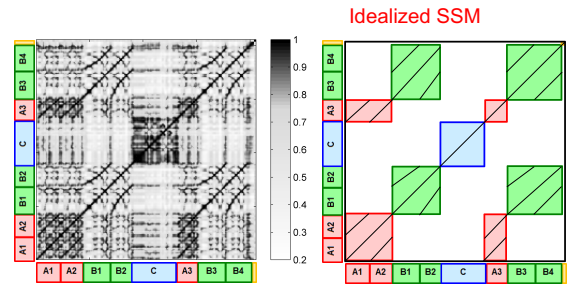 Idealized SSM
B4
B3
A3
C
B2
B1
A2
A1
A1 A2 B1 B2 C A3 B3 B4
1
0.9
0.8
0.7
0.6
0.5
0.4
0.3
0.2
B4
B3
A3
C
B2
B1
A2
A1
A1 A2 B1 B2 C A3 B3 B4